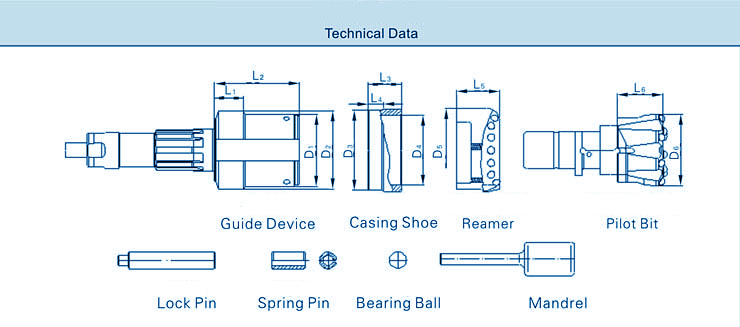 Technical Data
L2
L1
D1
D2
L3
L4
D3
D4
L5
D5
L6
D6
Guide Device
Casing Shoe
Reamer
Pilot Bit
Lock Pin
Spring Pin
Bearing Ball
Mandrel